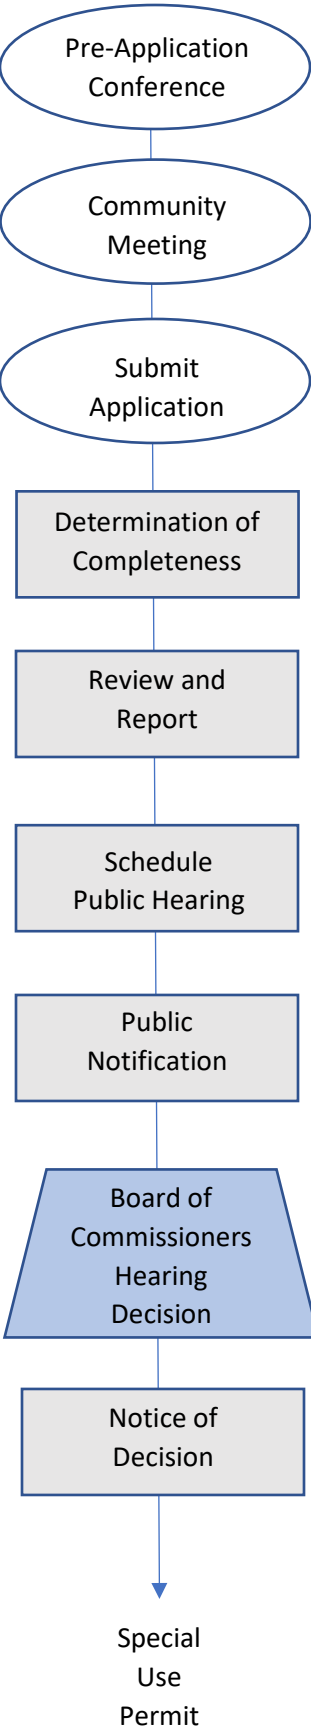 Pre-Application
Conference
Community
Meeting
Submit
Application
Determination of
Completeness
Review and
Report
Schedule
Public Hearing
Public
Notification
Board of
Commissioners
Hearing
Decision
Notice of
Decision
Special
Use
Permit